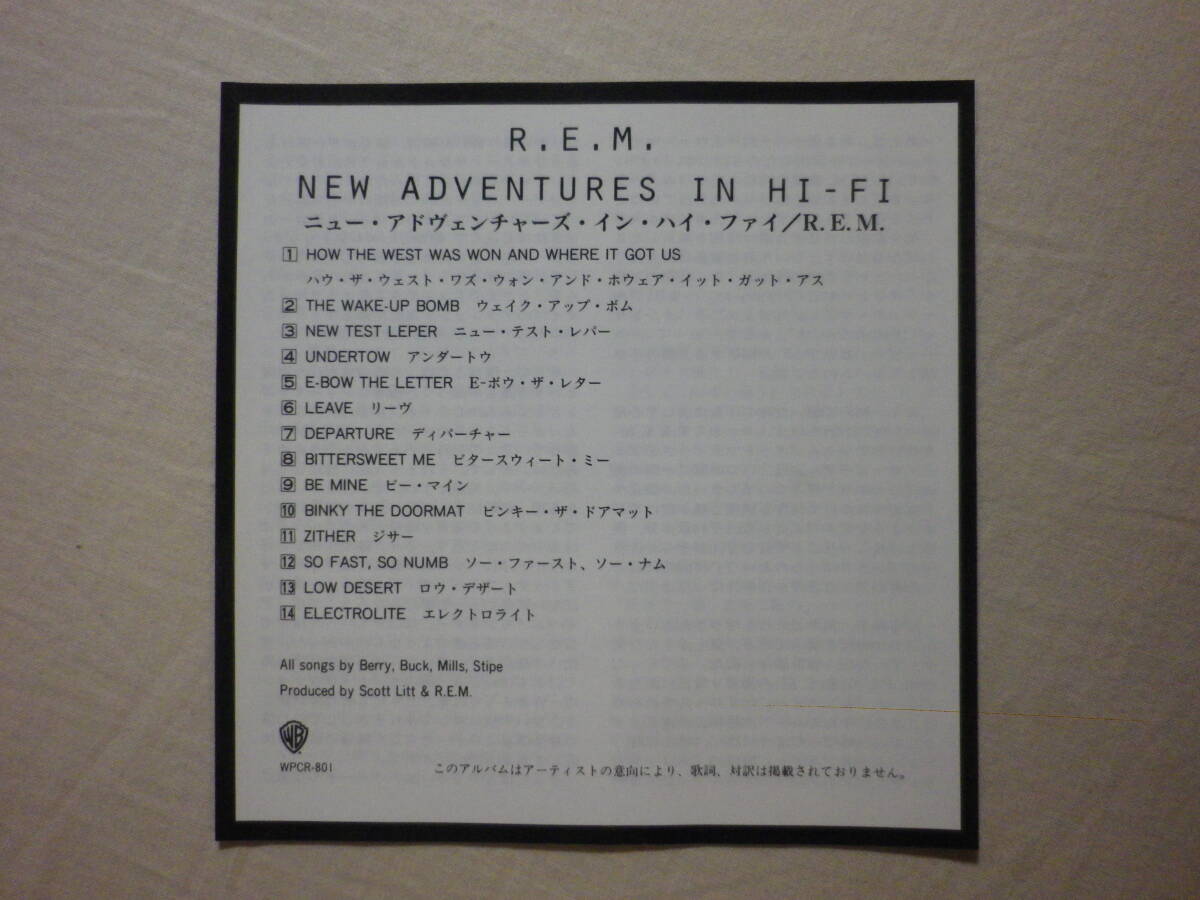 R.E.M.
NEW ADVENTURES IN HI-FI
ニュー・アドヴェンチャーズ・イン・ハイ・ファイ/R.E.M.
1 HOW THE WEST WAS WON AND WHERE IT GOT US
ハウ・ザ・ウェスト・ワズ・ウォン・アンド・ホウェア・イット・ガット・アス
2 THE WAKE-UP BOMB ウェイク・アップ・ボム
3 NEW TEST LEPER ニュー・テスト・レパー
4 UNDERTOW アンダートウ
5 E-BOW THE LETTER E-ボウ・ザ・レター
6 LEAVE リーヴ
7 DEPARTURE ディパーチャー
8 BITTERSWEET ME ビタースウィート・ミー
9 BE MINE ビー・マイン
10 BINKY THE DOORMAT ビンキー・ザ・ドアマット
11 ZITHER ジサー
12 SO FAST, SO NUMB ソー・ファースト、ソー・ナム
13 LOW DESERT ロウ・デザート
14 ELECTROLITE エレクトロライト
All songs by Berry, Buck, Mills, Stipe
Produced by Scott Litt & R.E.M.
WB
WPCR-801 このアルバムはアーティストの意向により、歌詞、対訳は掲載されておりません。